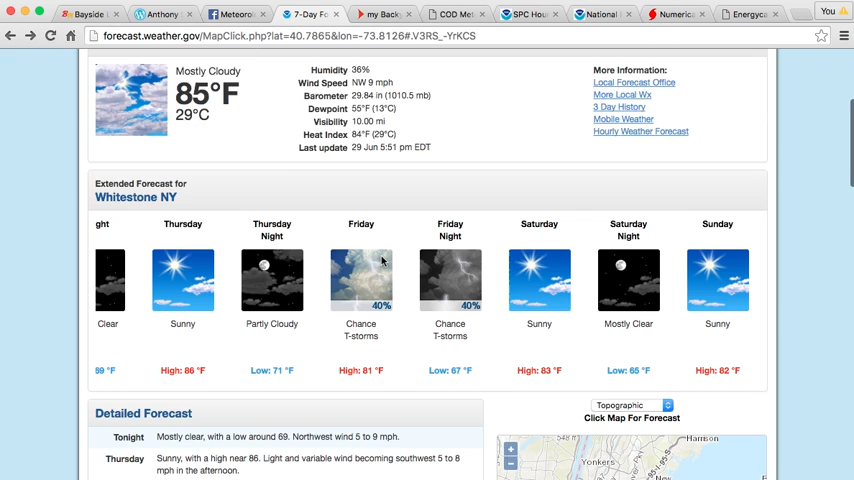 Bayside L
Anthony
Meteorol
7-Day Fo
my Backy
COD Met
SPC Hou
National
Numerica
Energycas
You
forecast.weather.gov/MapClick.php?lat=40.7865&lon=-73.8126#.V3RS_-YrKCS
Mostly Cloudy
85°F
29°C
Humidity 36%
Wind Speed NW 9 mph
Barometer 29.84 in (1010.5 mb)
Dewpoint 55°F (13°C)
Visibility 10.00 mi
Heat Index 84°F (29°C)
Last update 29 Jun 5:51 pm EDT
More Information:
Local Forecast Office
More Local Wx
3 Day History
Mobile Weather
Hourly Weather Forecast
Extended Forecast for
Whitestone NY
ght
Clear
69 °F
Thursday
Sunny
High: 86 °F
Thursday
Night
Partly Cloudy
Low: 71 °F
Friday
40%
Chance
T-storms
High: 81 °F
Friday
Night
40%
Chance
T-storms
Low: 67 °F
Saturday
Sunny
High: 83 °F
Saturday
Night
Mostly Clear
Low: 65 °F
Sunday
Sunny
High: 82 °F
Detailed Forecast
Tonight Mostly clear, with a low around 69. Northwest wind 5 to 9 mph.
Thursday Sunny, with a high near 86. Light and variable wind becoming southwest 5 to 8
mph in the afternoon.
Topographic
Click Map For Forecast
+
−
548 ft
Yonkers
Harrison
New